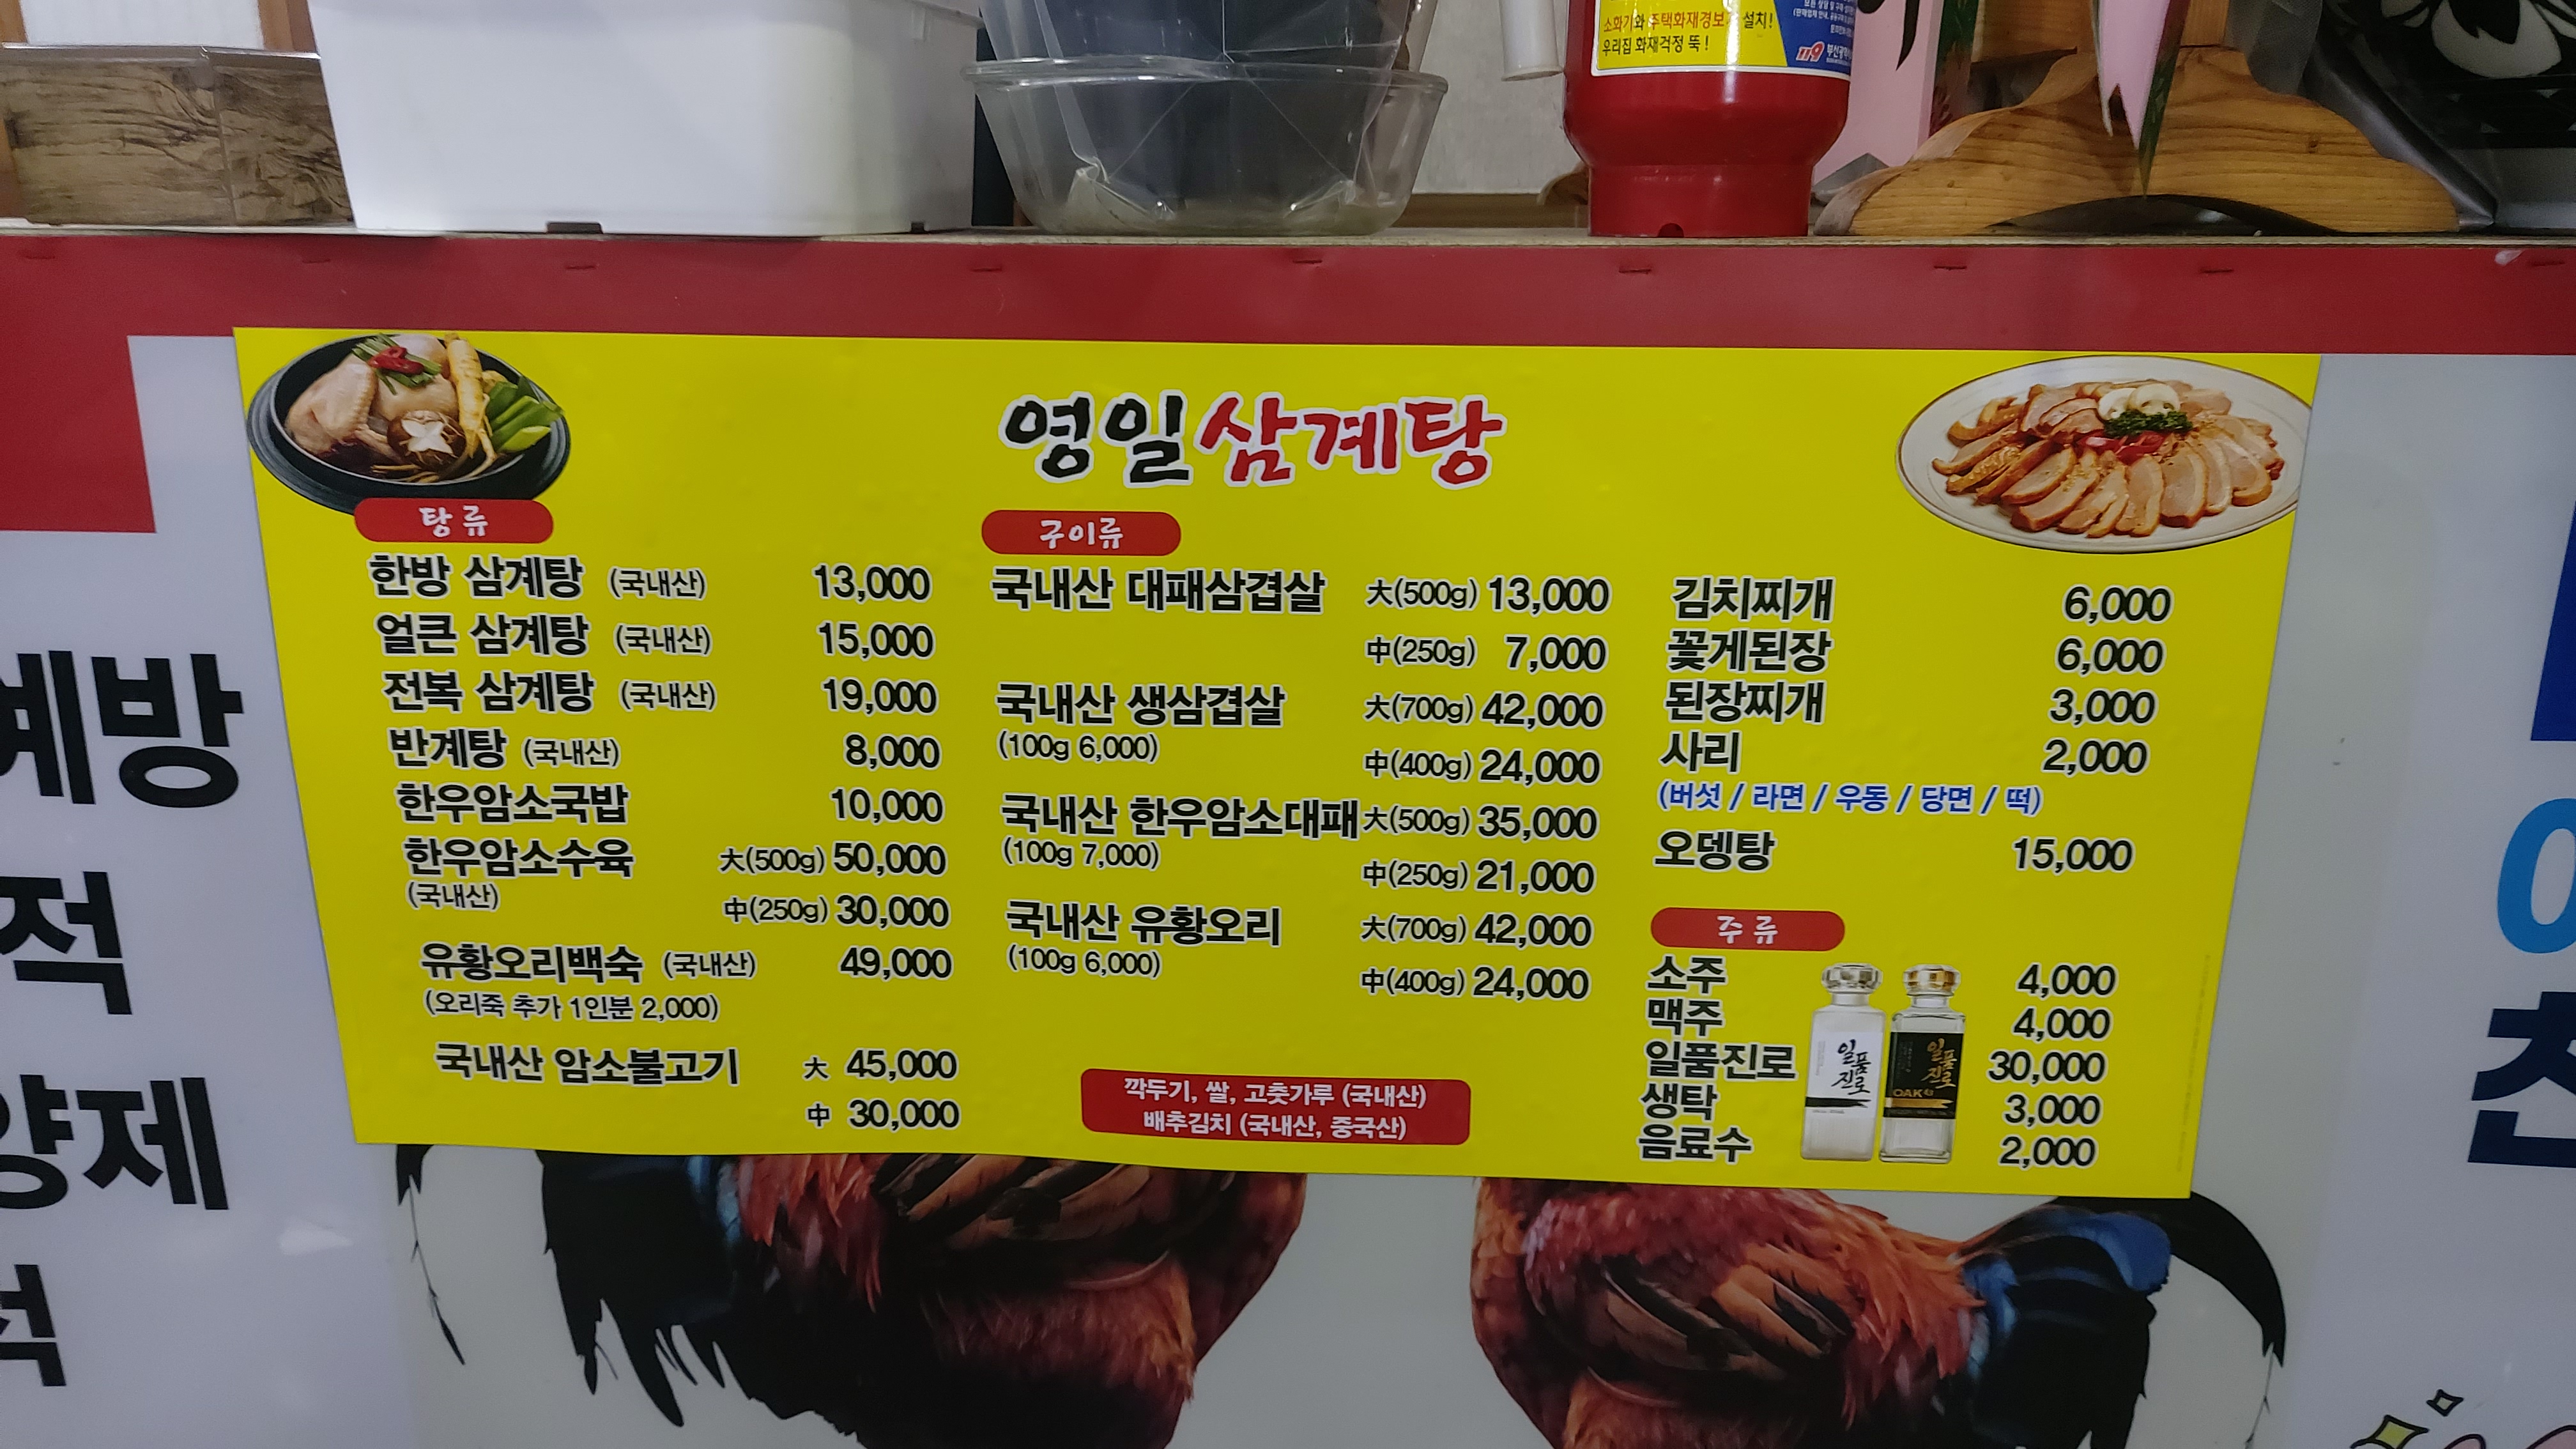 소화기와 주택화재경보기 설치!
우리집 화재걱정 뚝!
119
영일삼계탕
탕류
한방 삼계탕 (국내산) 13,000
얼큰 삼계탕 (국내산) 15,000
전복 삼계탕 (국내산) 19,000
반계탕 (국내산) 8,000
한우암소국밥 10,000
한우암소수육 大(500g) 50,000
(국내산)
中(250g) 30,000
유황오리백숙 (국내산) 49,000
(오리죽 추가 1인분 2,000)
국내산 암소불고기 大 45,000
中 30,000
구이류
국내산 대패삼겹살 大(500g) 13,000
中(250g) 7,000
국내산 생삼겹살 大(700g) 42,000
(100g 6,000)
中(400g) 24,000
국내산 한우암소대패 大(500g) 35,000
(100g 7,000)
中(250g) 21,000
국내산 유황오리 大(700g) 42,000
(100g 6,000)
中(400g) 24,000
깍두기, 쌀, 고춧가루 (국내산)
배추김치 (국내산, 중국산)
김치찌개 6,000
꽃게된장 6,000
된장찌개 3,000
사리 2,000
(버섯 / 라면 / 우동 / 당면 / 떡)
오뎅탕 15,000
주류
소주 4,000
맥주 4,000
일품진로 30,000
생탁 3,000
음료수 2,000
일품진로
일품진로
OAK
예방
적
양제